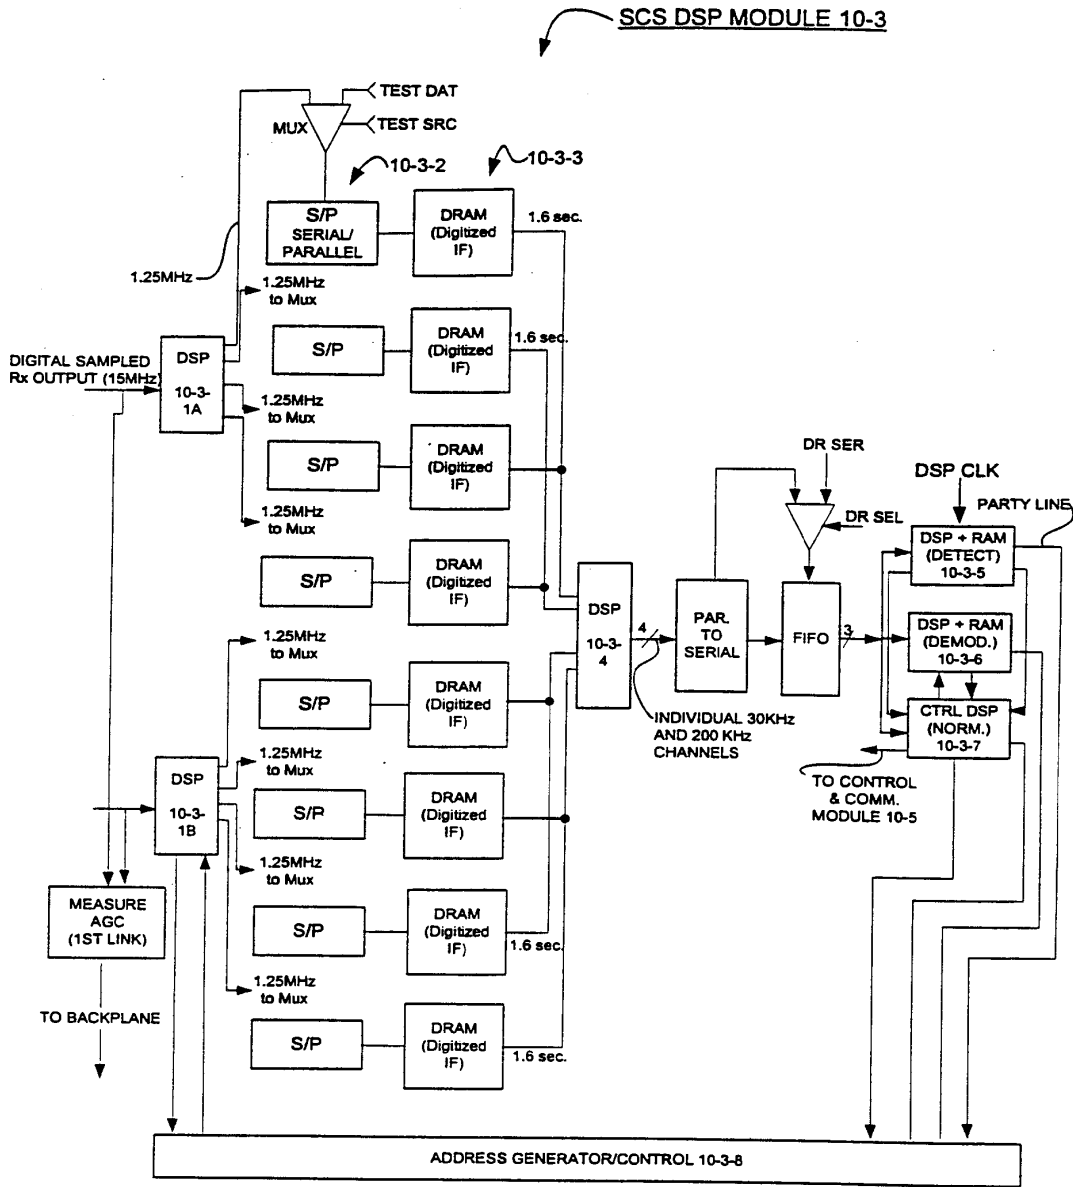 SCS DSP MODULE 10-3
TEST DAT
MUX
TEST SRC
10-3-2
10-3-3
S/P
SERIAL/
PARALLEL
DRAM
(Digitized
IF)
1.6 sec.
1.25MHz
1.25MHz
to Mux
S/P
DRAM
(Digitized
IF)
1.6 sec.
DIGITAL SAMPLED
Rx OUTPUT (15MHz)
DSP
10-3-
1A
1.25MHz
to Mux
S/P
DRAM
(Digitized
IF)
1.25MHz
to Mux
S/P
DRAM
(Digitized
IF)
DSP
10-3-
4
4
INDIVIDUAL 30KHz
AND 200 KHz
CHANNELS
PAR.
TO
SERIAL
DR SER
DR SEL
FIFO
3
DSP CLK
PARTY LINE
DSP + RAM
(DETECT)
10-3-5
DSP + RAM
(DEMOD.)
10-3-6
CTRL DSP
(NORM.)
10-3-7
TO CONTROL
& COMM.
MODULE 10-5
1.25MHz
to Mux
S/P
DRAM
(Digitized
IF)
DSP
10-3-
1B
1.25MHz
to Mux
S/P
DRAM
(Digitized
IF)
1.25MHz
to Mux
MEASURE
AGC
(1ST LINK)
S/P
DRAM
(Digitized
IF)
1.6 sec.
1.25MHz
to Mux
TO BACKPLANE
S/P
DRAM
(Digitized
IF)
1.6 sec.
ADDRESS GENERATOR/CONTROL 10-3-8